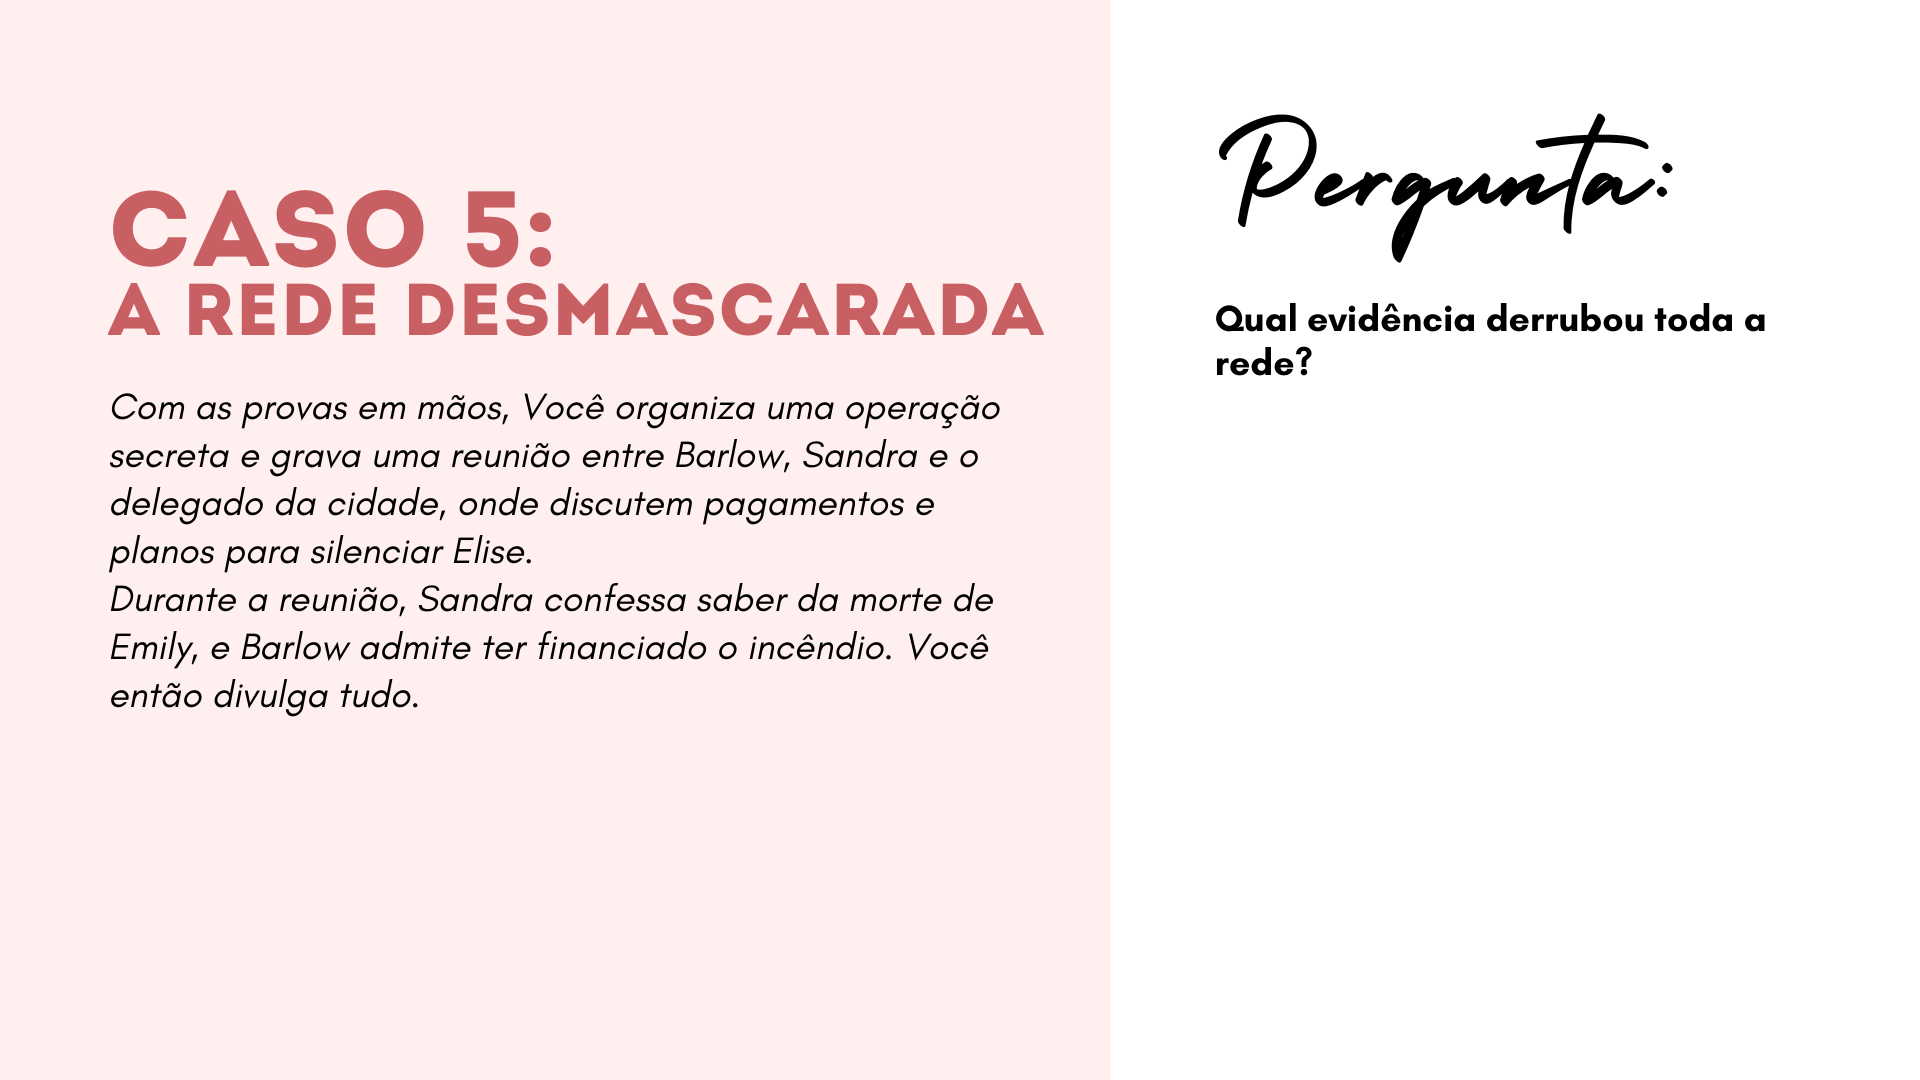 CASO 5:
A REDE DESMASCARADA
Com as provas em mãos, Você organiza uma operação
secreta e grava uma reunião entre Barlow, Sandra e o
delegado da cidade, onde discutem pagamentos e
planos para silenciar Elise.
Durante a reunião, Sandra confessa saber da morte de
Emily, e Barlow admite ter financiado o incêndio. Você
então divulga tudo.
Pergunta:
Qual evidência derrubou toda a
rede?